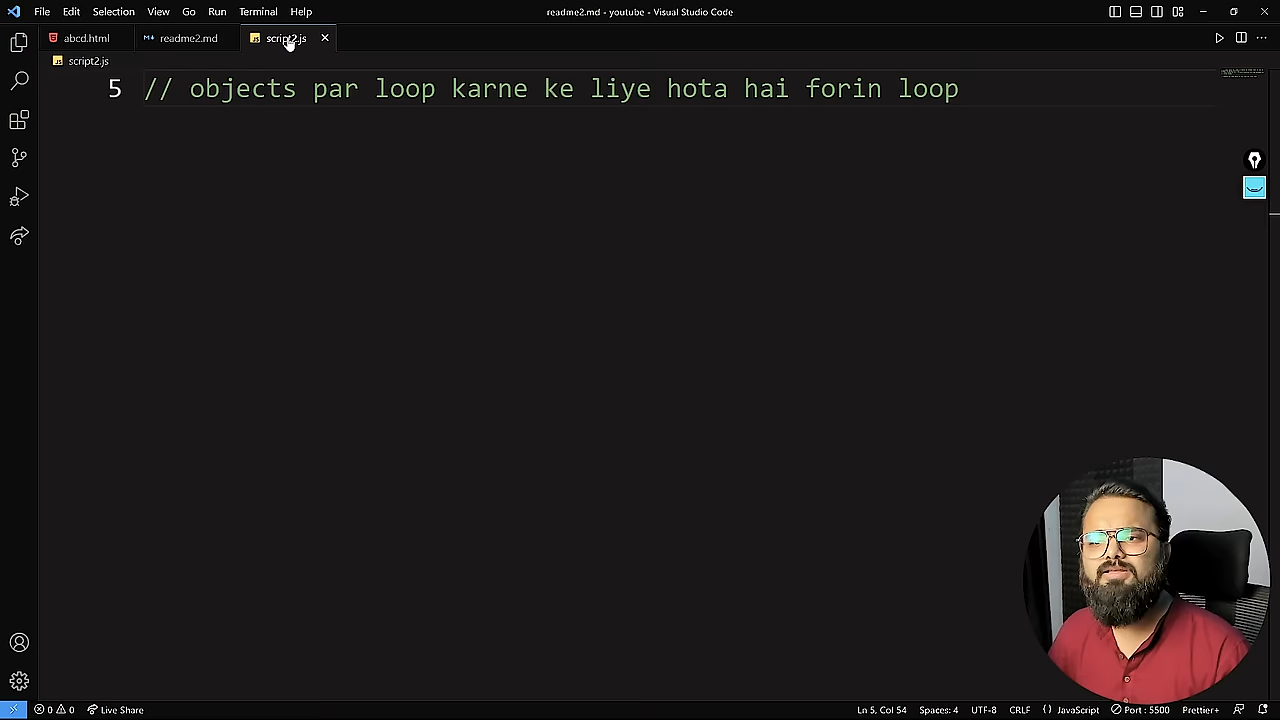 File Edit Selection View Go Run Terminal Help
readme2.md - youtube - Visual Studio Code
abcd.html
readme2.md
JS script2.js
JS script2.js
5 // objects par loop karne ke liye hota hai forin loop
0 0 Live Share
Ln 5, Col 54 Spaces: 4 UTF-8 CRLF {} JavaScript Port : 5500 Prettier+